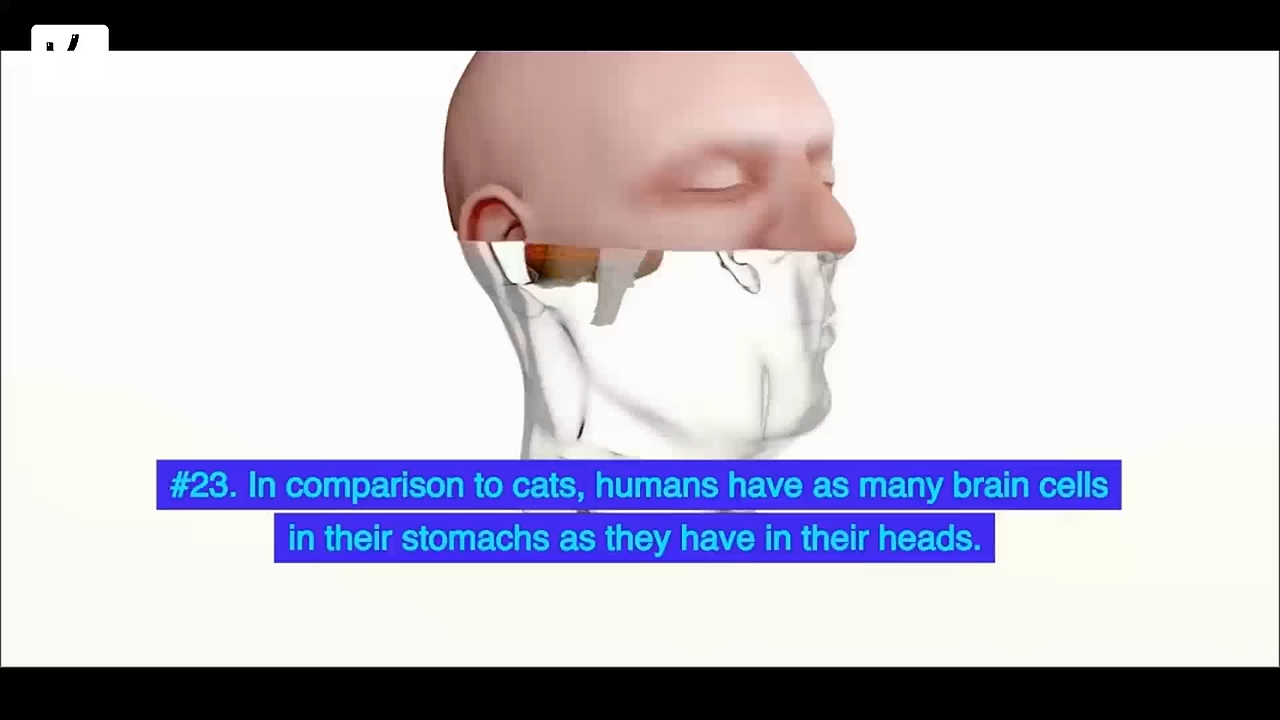 #23. In comparison to cats, humans have as many brain cells
in their stomachs as they have in their heads.